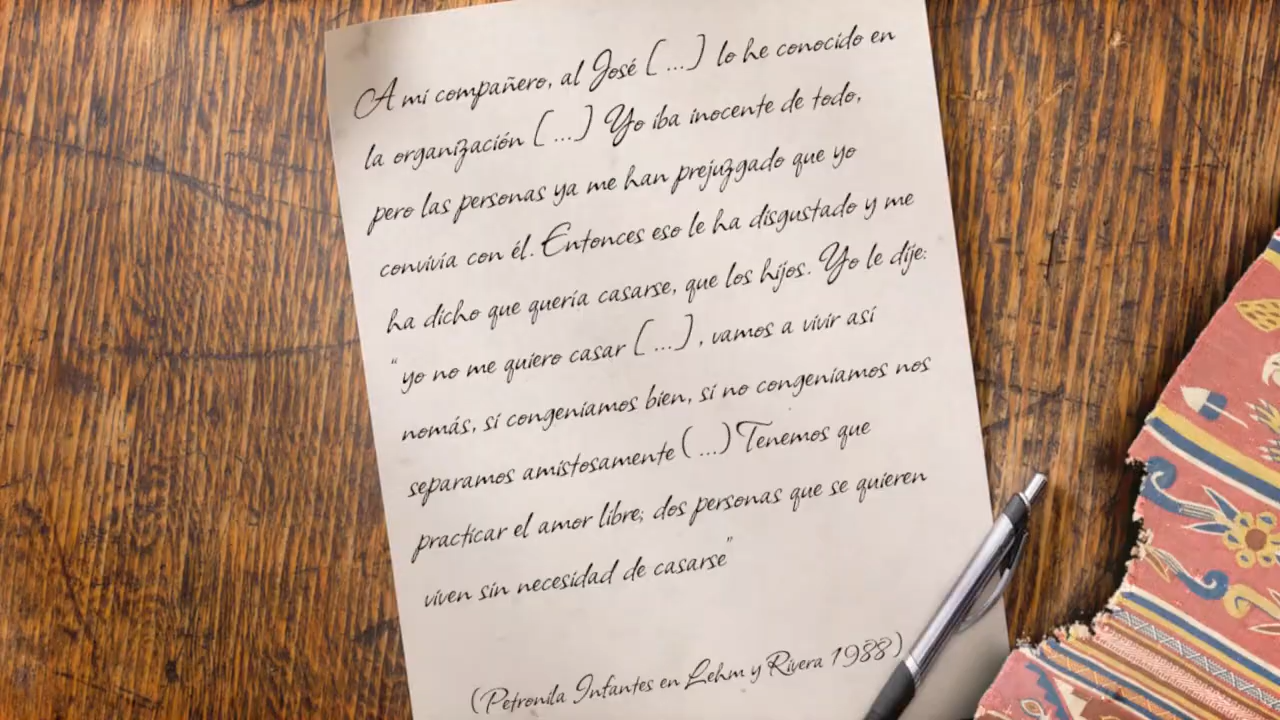 A mi compañero, al José [...] lo he conocido en
la organización [...] Yo iba inocente de todo,
pero las personas ya me han prejuzgado que yo
convivía con él. Entonces eso le ha disgustado y me
ha dicho que quería casarse, que los hijos. Yo le dije:
"yo no me quiero casar [...], vamos a vivir así
nomás, si congeniamos bien, si no congeniamos nos
separamos amistosamente (...) Tenemos que
practicar el amor libre; dos personas que se quieren
viven sin necesidad de casarse"
(Petronila Infantes en Lehm y Rivera 1988)